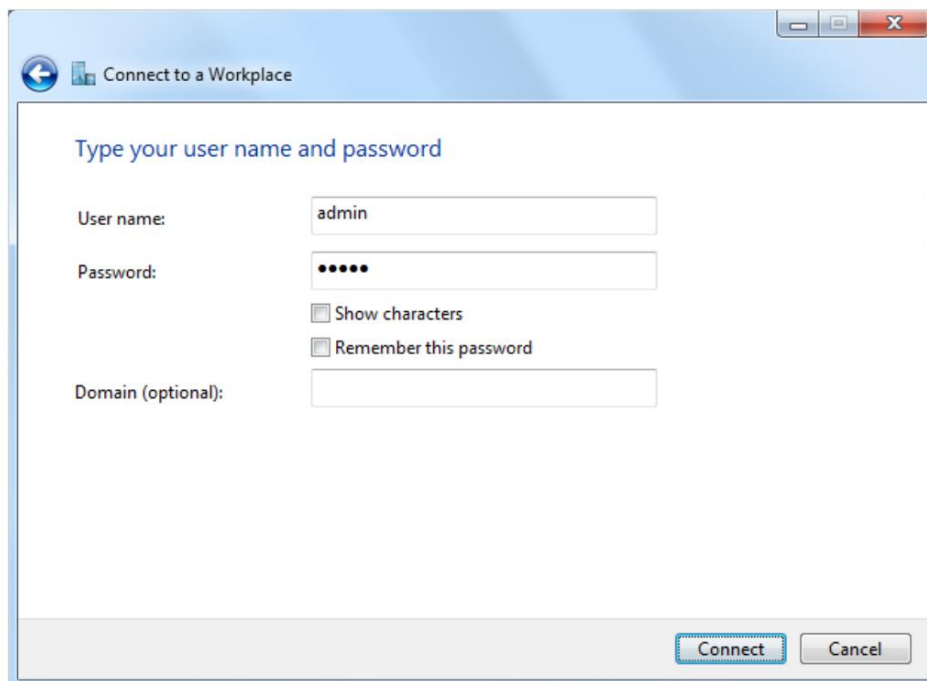 Connect to a Workplace
Type your user name and password
User name:
admin
Password:
•••••
Show characters
Remember this password
Domain (optional):
Connect
Cancel